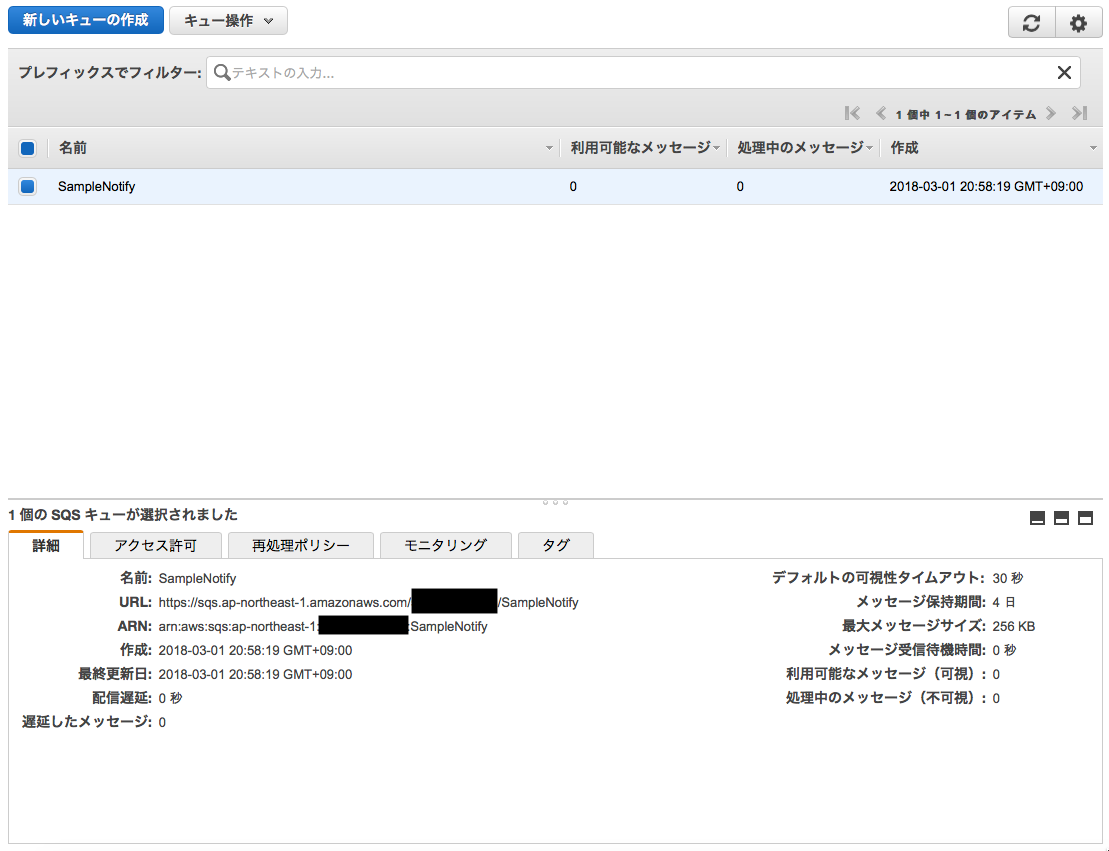 新しいキューの作成 キュー操作
プレフィックスでフィルター: テキストの入力...
1 個中 1~1 個のアイテム
名前 利用可能なメッセージ 処理中のメッセージ 作成
SampleNotify 0 0 2018-03-01 20:58:19 GMT+09:00
1 個の SQS キューが選択されました
詳細 アクセス許可 再処理ポリシー モニタリング タグ
名前: SampleNotify デフォルトの可視性タイムアウト: 30 秒
URL: https://sqs.ap-northeast-1.amazonaws.com/ /SampleNotify メッセージ保持期間: 4 日
ARN: arn:aws:sqs:ap-northeast-1: :SampleNotify 最大メッセージサイズ: 256 KB
作成: 2018-03-01 20:58:19 GMT+09:00 メッセージ受信待機時間: 0 秒
最終更新日: 2018-03-01 20:58:19 GMT+09:00 利用可能なメッセージ（可視）: 0
配信遅延: 0 秒 処理中のメッセージ（不可視）: 0
遅延したメッセージ: 0